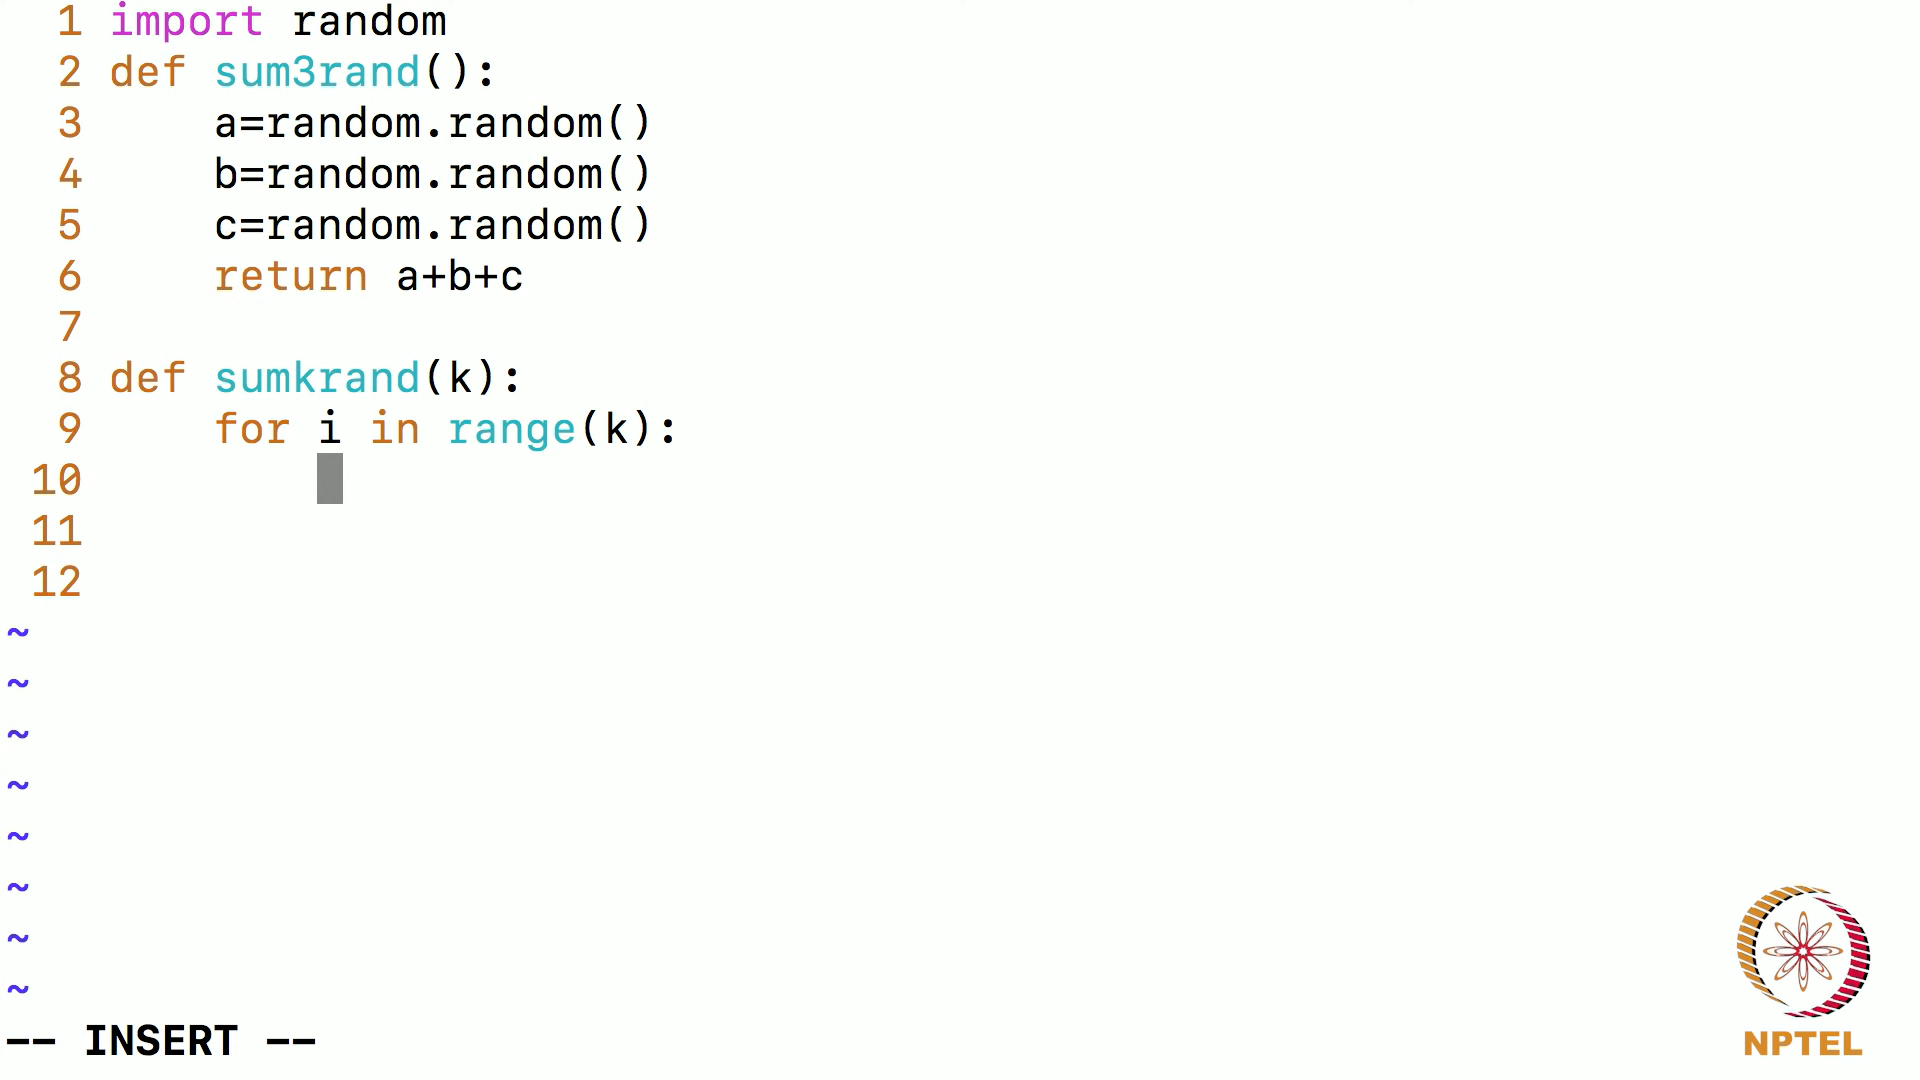 1 import random
2 def sum3rand():
3     a=random.random()
4     b=random.random()
5     c=random.random()
6     return a+b+c
7
8 def sumkrand(k):
9     for i in range(k):
10
11
12
~
~
~
~
~
~
~
~
-- INSERT --
NPTEL